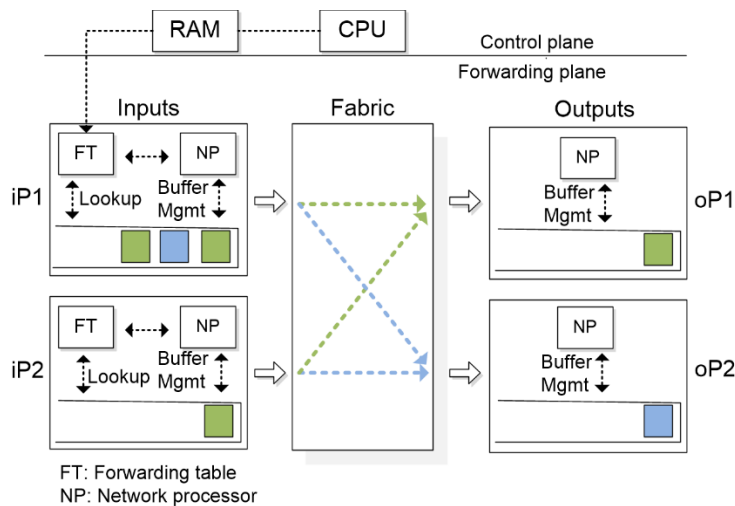 RAM
CPU
Control plane
Forwarding plane
Inputs
Fabric
Outputs
iP1
FT
NP
Lookup
Buffer
Mgmt
NP
Buffer
Mgmt
oP1
iP2
FT
NP
Lookup
Buffer
Mgmt
NP
Buffer
Mgmt
oP2
FT: Forwarding table
NP: Network processor